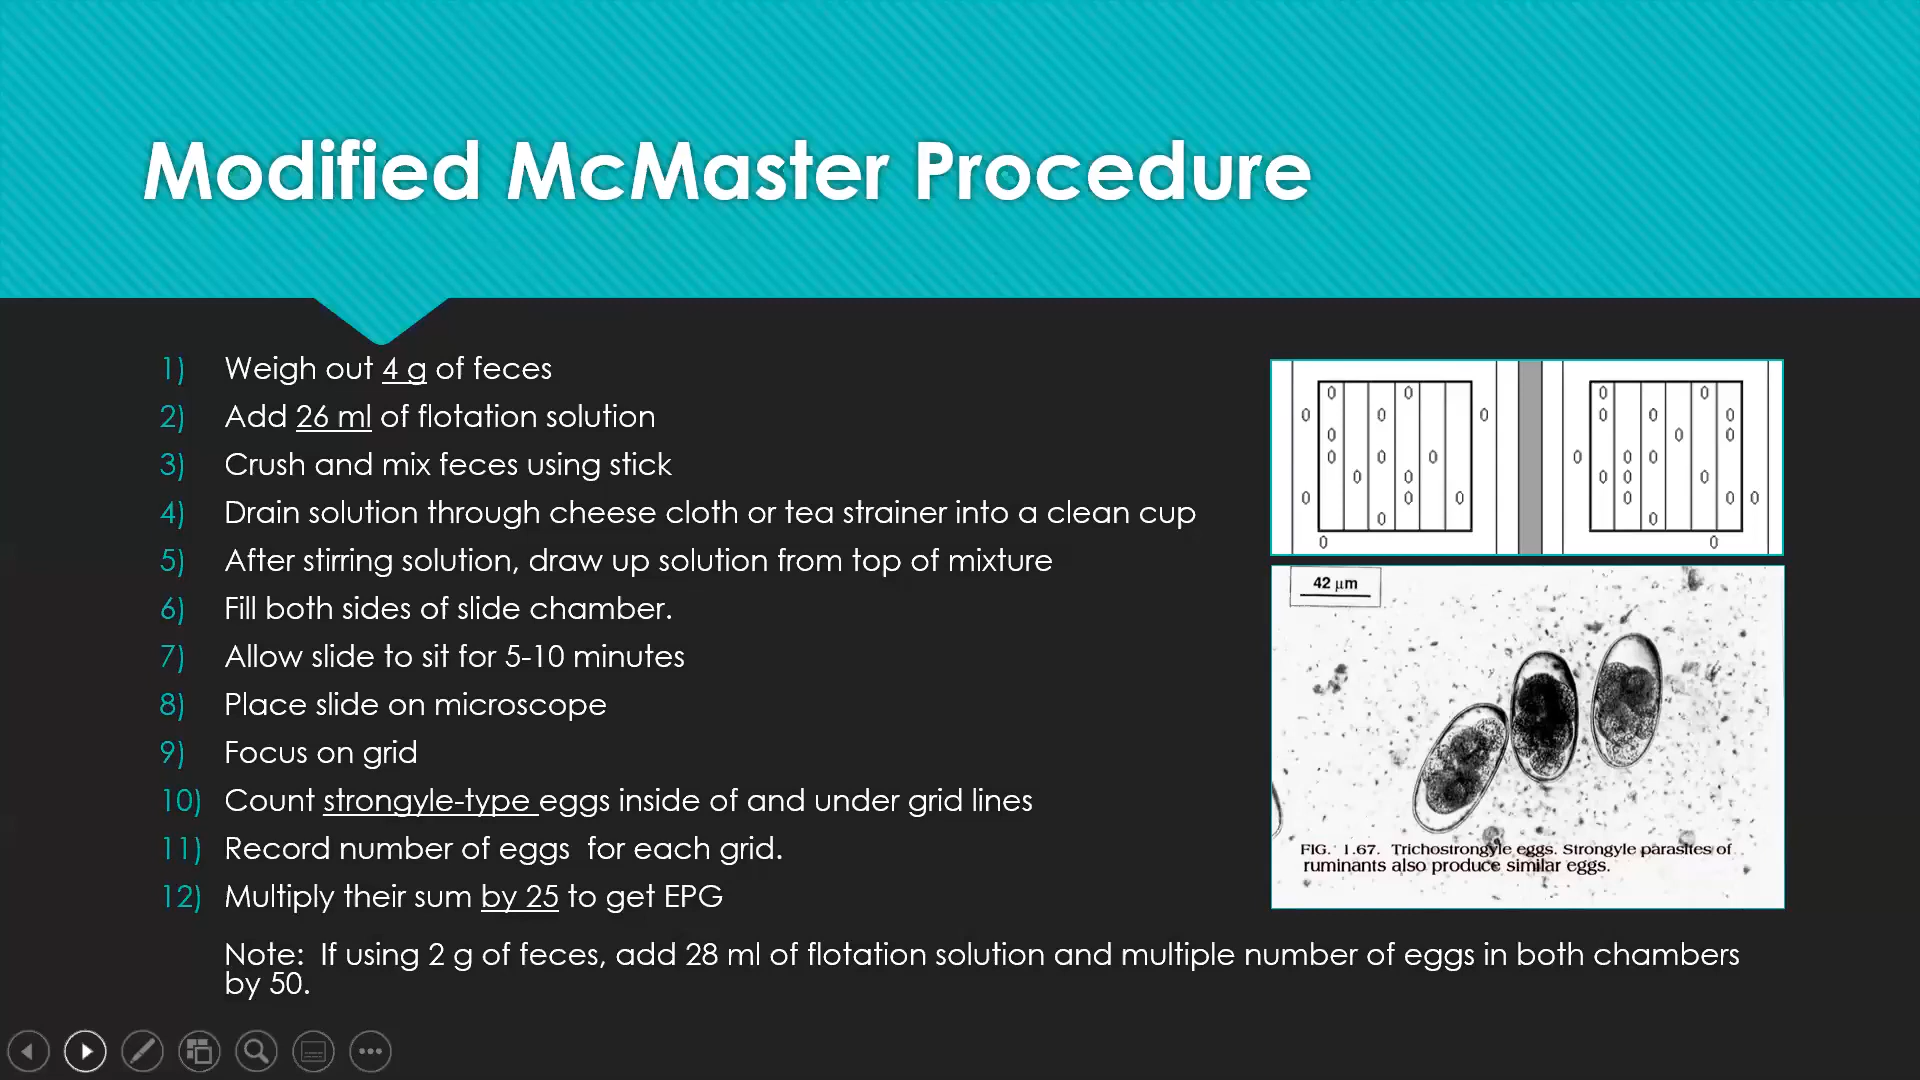 Modified McMaster Procedure
1) Weigh out 4 g of feces
2) Add 26 ml of flotation solution
3) Crush and mix feces using stick
4) Drain solution through cheese cloth or tea strainer into a clean cup
5) After stirring solution, draw up solution from top of mixture
6) Fill both sides of slide chamber.
7) Allow slide to sit for 5-10 minutes
8) Place slide on microscope
9) Focus on grid
10) Count strongyle-type eggs inside of and under grid lines
11) Record number of eggs  for each grid.
12) Multiply their sum by 25 to get EPG
Note:  If using 2 g of feces, add 28 ml of flotation solution and multiple number of eggs in both chambers
by 50.
42 μm
FIG. 1.67. Trichostrongyle eggs. Strongyle parasites of
ruminants also produce similar eggs.